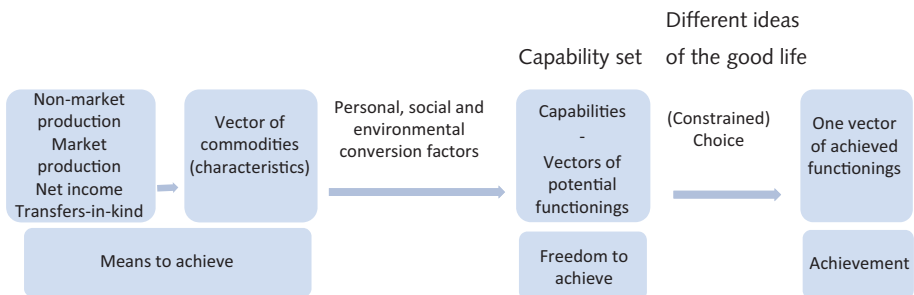 Different ideas
of the good life
Capability set
Non-market
production
Market
production
Net income
Transfers-in-kind
Vector of
commodities
(characteristics)
Personal, social and
environmental
conversion factors
Capabilities
-
Vectors of
potential
functionings
(Constrained)
Choice
One vector
of achieved
functionings
Means to achieve
Freedom to
achieve
Achievement